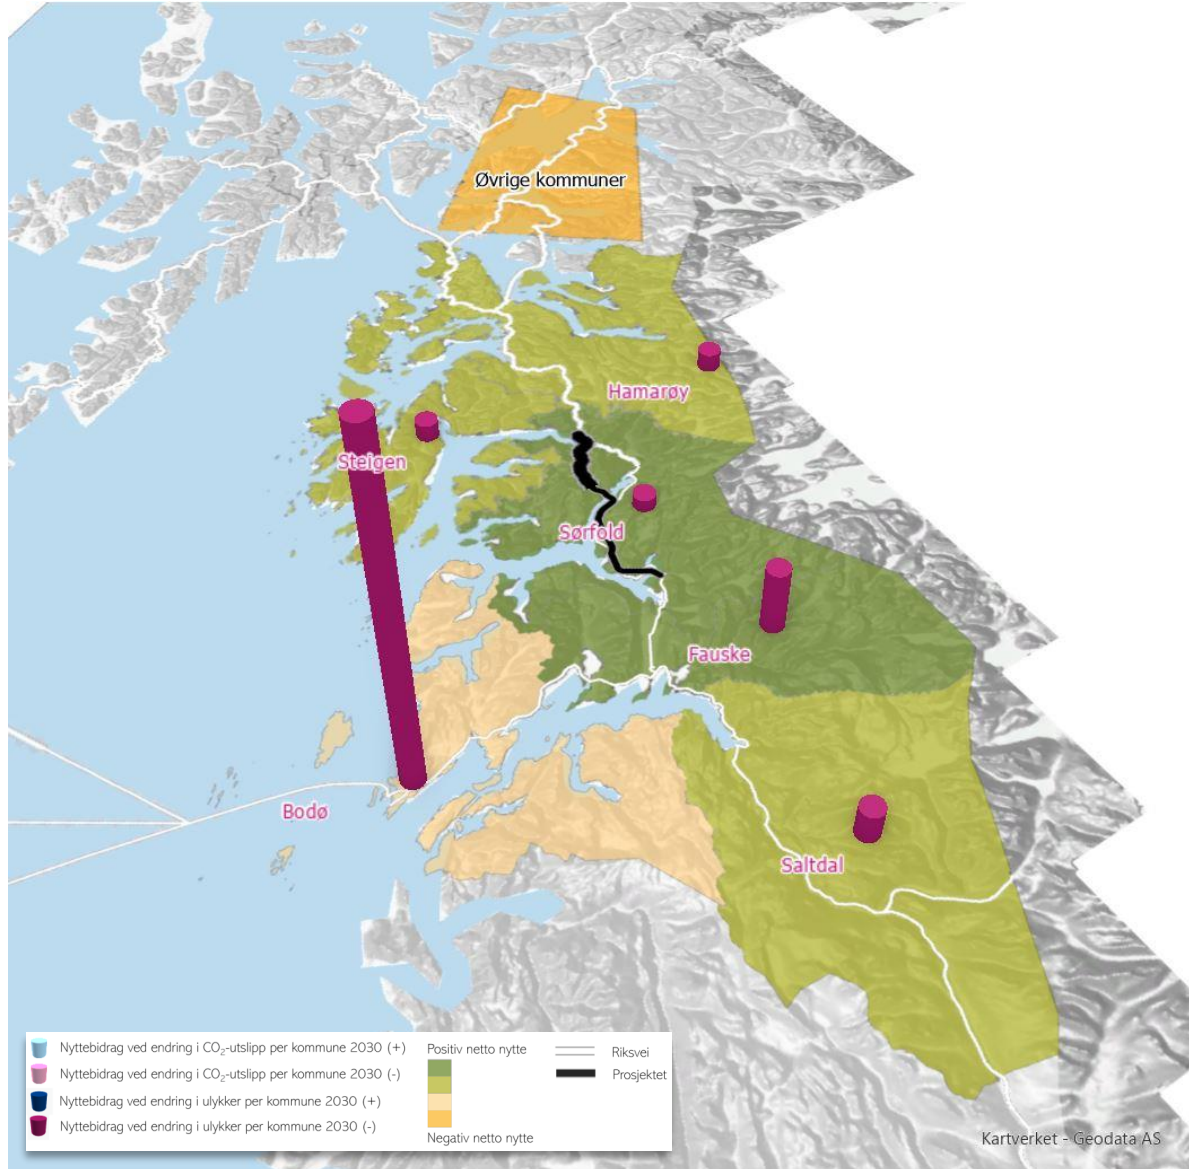 Øvrige kommuner
Hamarøy
Steigen
Sørfold
Fauske
Bodø
Saltdal
Nyttebidrag ved endring i CO₂-utslipp per kommune 2030 (+)
Nyttebidrag ved endring i CO₂-utslipp per kommune 2030 (-)
Nyttebidrag ved endring i ulykker per kommune 2030 (+)
Nyttebidrag ved endring i ulykker per kommune 2030 (-)
Positiv netto nytte
Negativ netto nytte
Riksvei
Prosjektet
Kartverket - Geodata AS